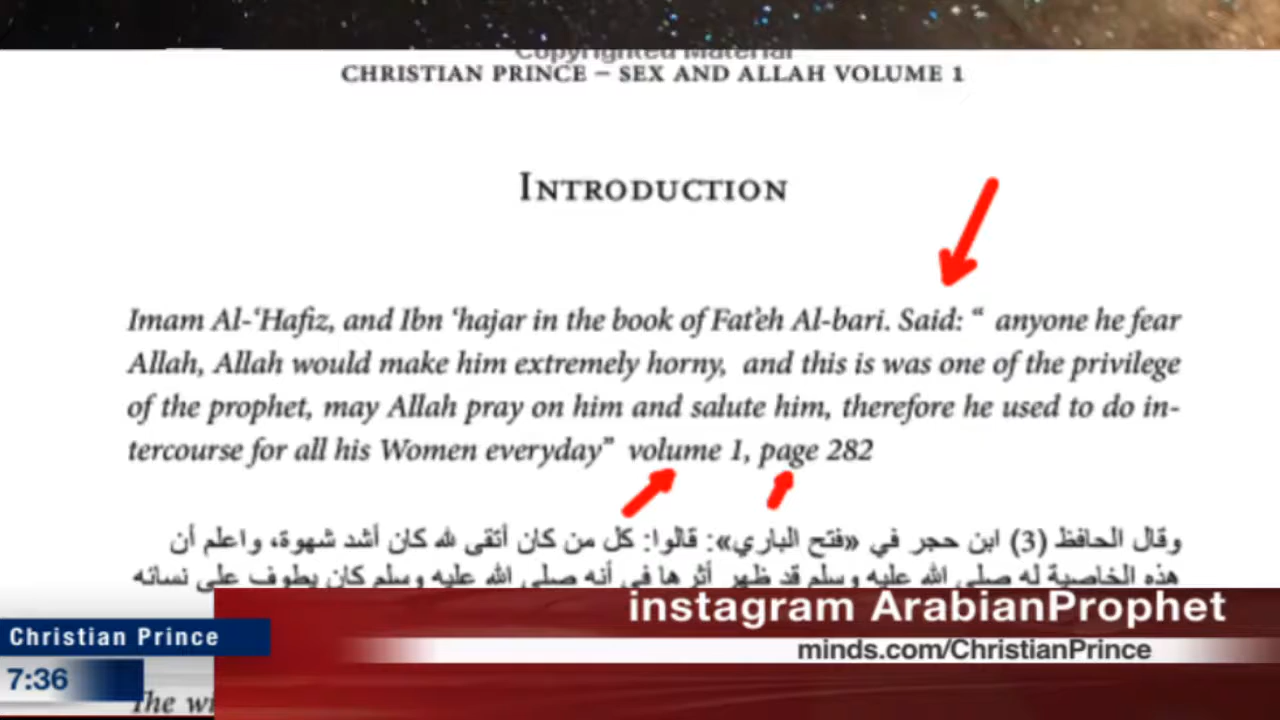 Copyrighted Material
CHRISTIAN PRINCE – SEX AND ALLAH VOLUME 1
INTRODUCTION
Imam Al-‘Hafiz, and Ibn ‘hajar in the book of Fat’eh Al-bari. Said: “ anyone he fear
Allah, Allah would make him extremely horny, and this is was one of the privilege
of the prophet, may Allah pray on him and salute him, therefore he used to do in-
tercourse for all his Women everyday” volume 1, page 282
وقال الحافظ (3) ابن حجر في «فتح الباري»: قالوا: كل من كان أتقى لله كان أشد شهوة، واعلم أن
هذه الخاصية له صلى الله عليه وسلم قد ظهر أثرها في أنه صلى الله عليه وسلم كان يطوف على نسائه
instagram ArabianProphet
Christian Prince
minds.com/ChristianPrince
7:36
The wi